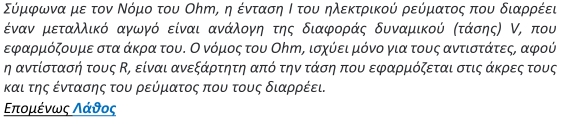 Σύμφωνα με τον Νόμο του Ohm, η ένταση I του ηλεκτρικού ρεύματος που διαρρέει
έναν μεταλλικό αγωγό είναι ανάλογη της διαφοράς δυναμικού (τάσης) V, που
εφαρμόζουμε στα άκρα του. Ο νόμος του Ohm, ισχύει μόνο για τους αντιστάτες, αφού
η αντίστασή τους R, είναι ανεξάρτητη από την τάση που εφαρμόζεται στις άκρες τους
και της έντασης του ρεύματος που τους διαρρέει.
Επομένως Λάθος